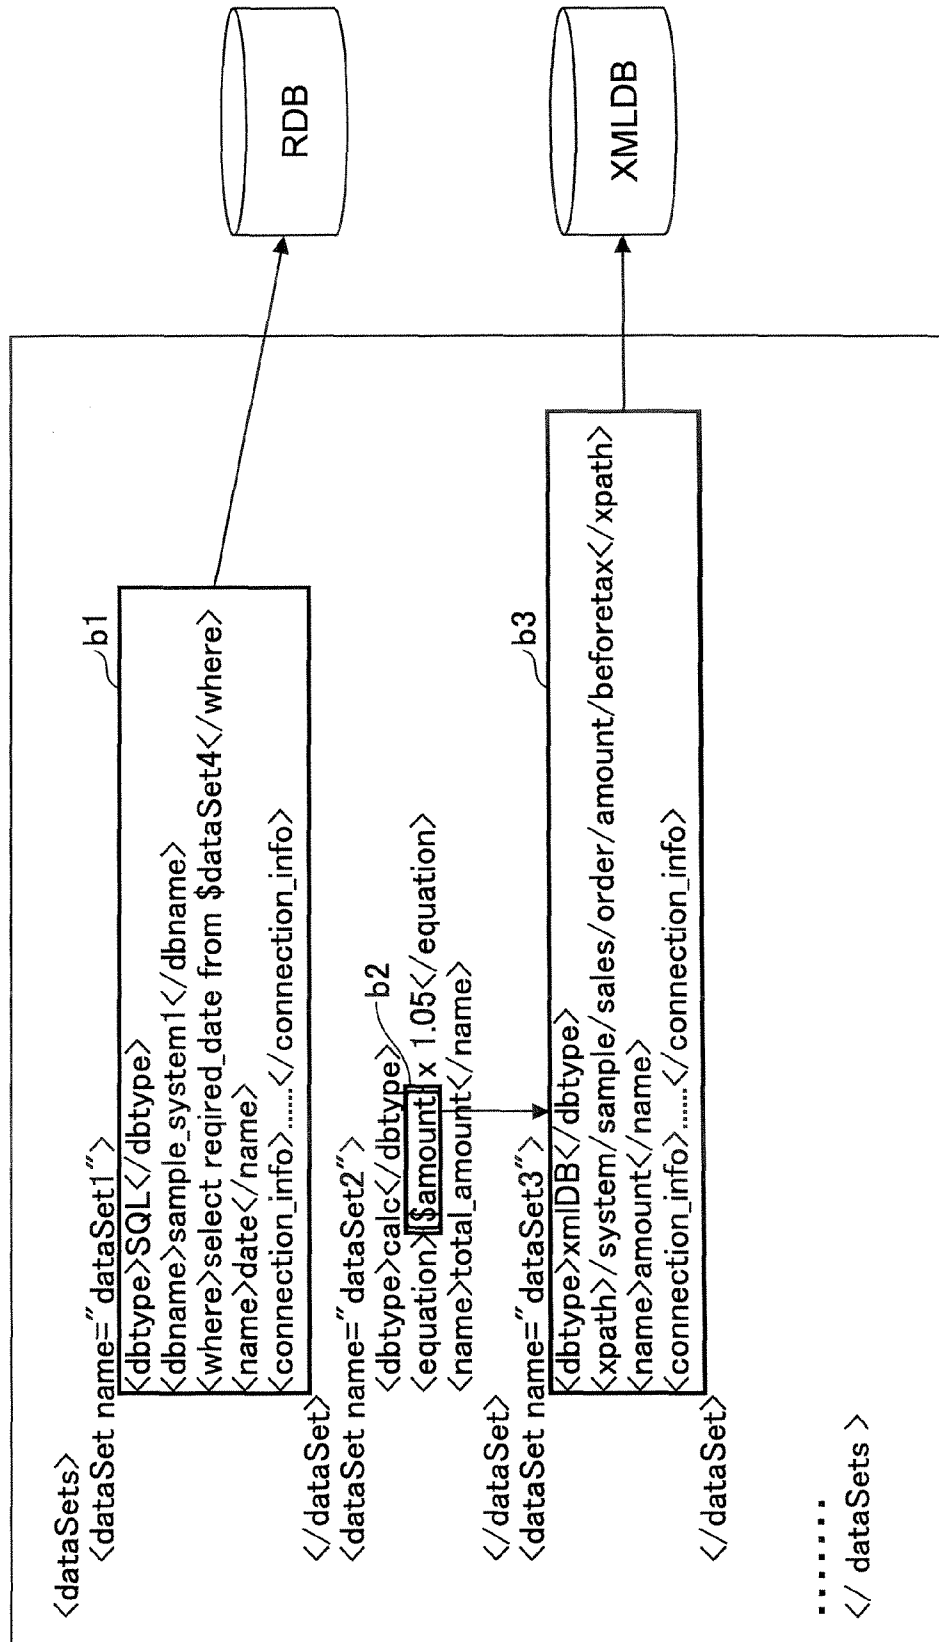 <dataSets>
<dataSet name="dataSet1">
b1
<dbtype>SQL</dbtype>
<dbname>sample_system1</dbname>
<where>select reqired_date from $dataSet4</where>
<name>date</name>
<connection_info>......</connection_info>
</dataSet>
<dataSet name="dataSet2">
b2
<dbtype>calc</dbtype>
<equation>$amount x 1.05</equation>
<name>total_amount</name>
</dataSet>
<dataSet name="dataSet3">
b3
<dbtype>xmlDB</dbtype>
<xpath>/system/sample/sales/order/amount/beforetax</xpath>
<name>amount</name>
<connection_info>......</connection_info>
</dataSet>
.......
</ dataSets >
RDB
XMLDB